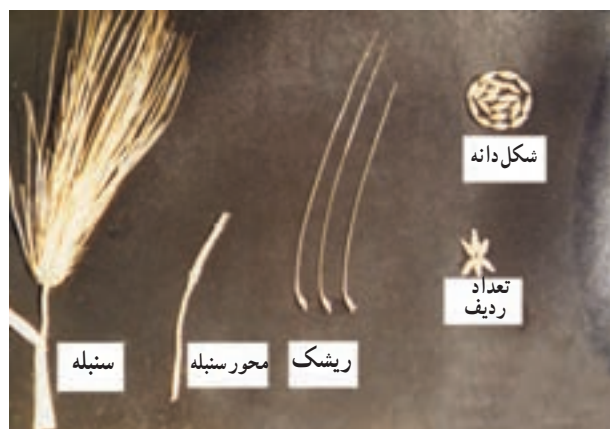 شکل دانه
تعداد
ردیف
ریشک
محور سنبله
سنبله